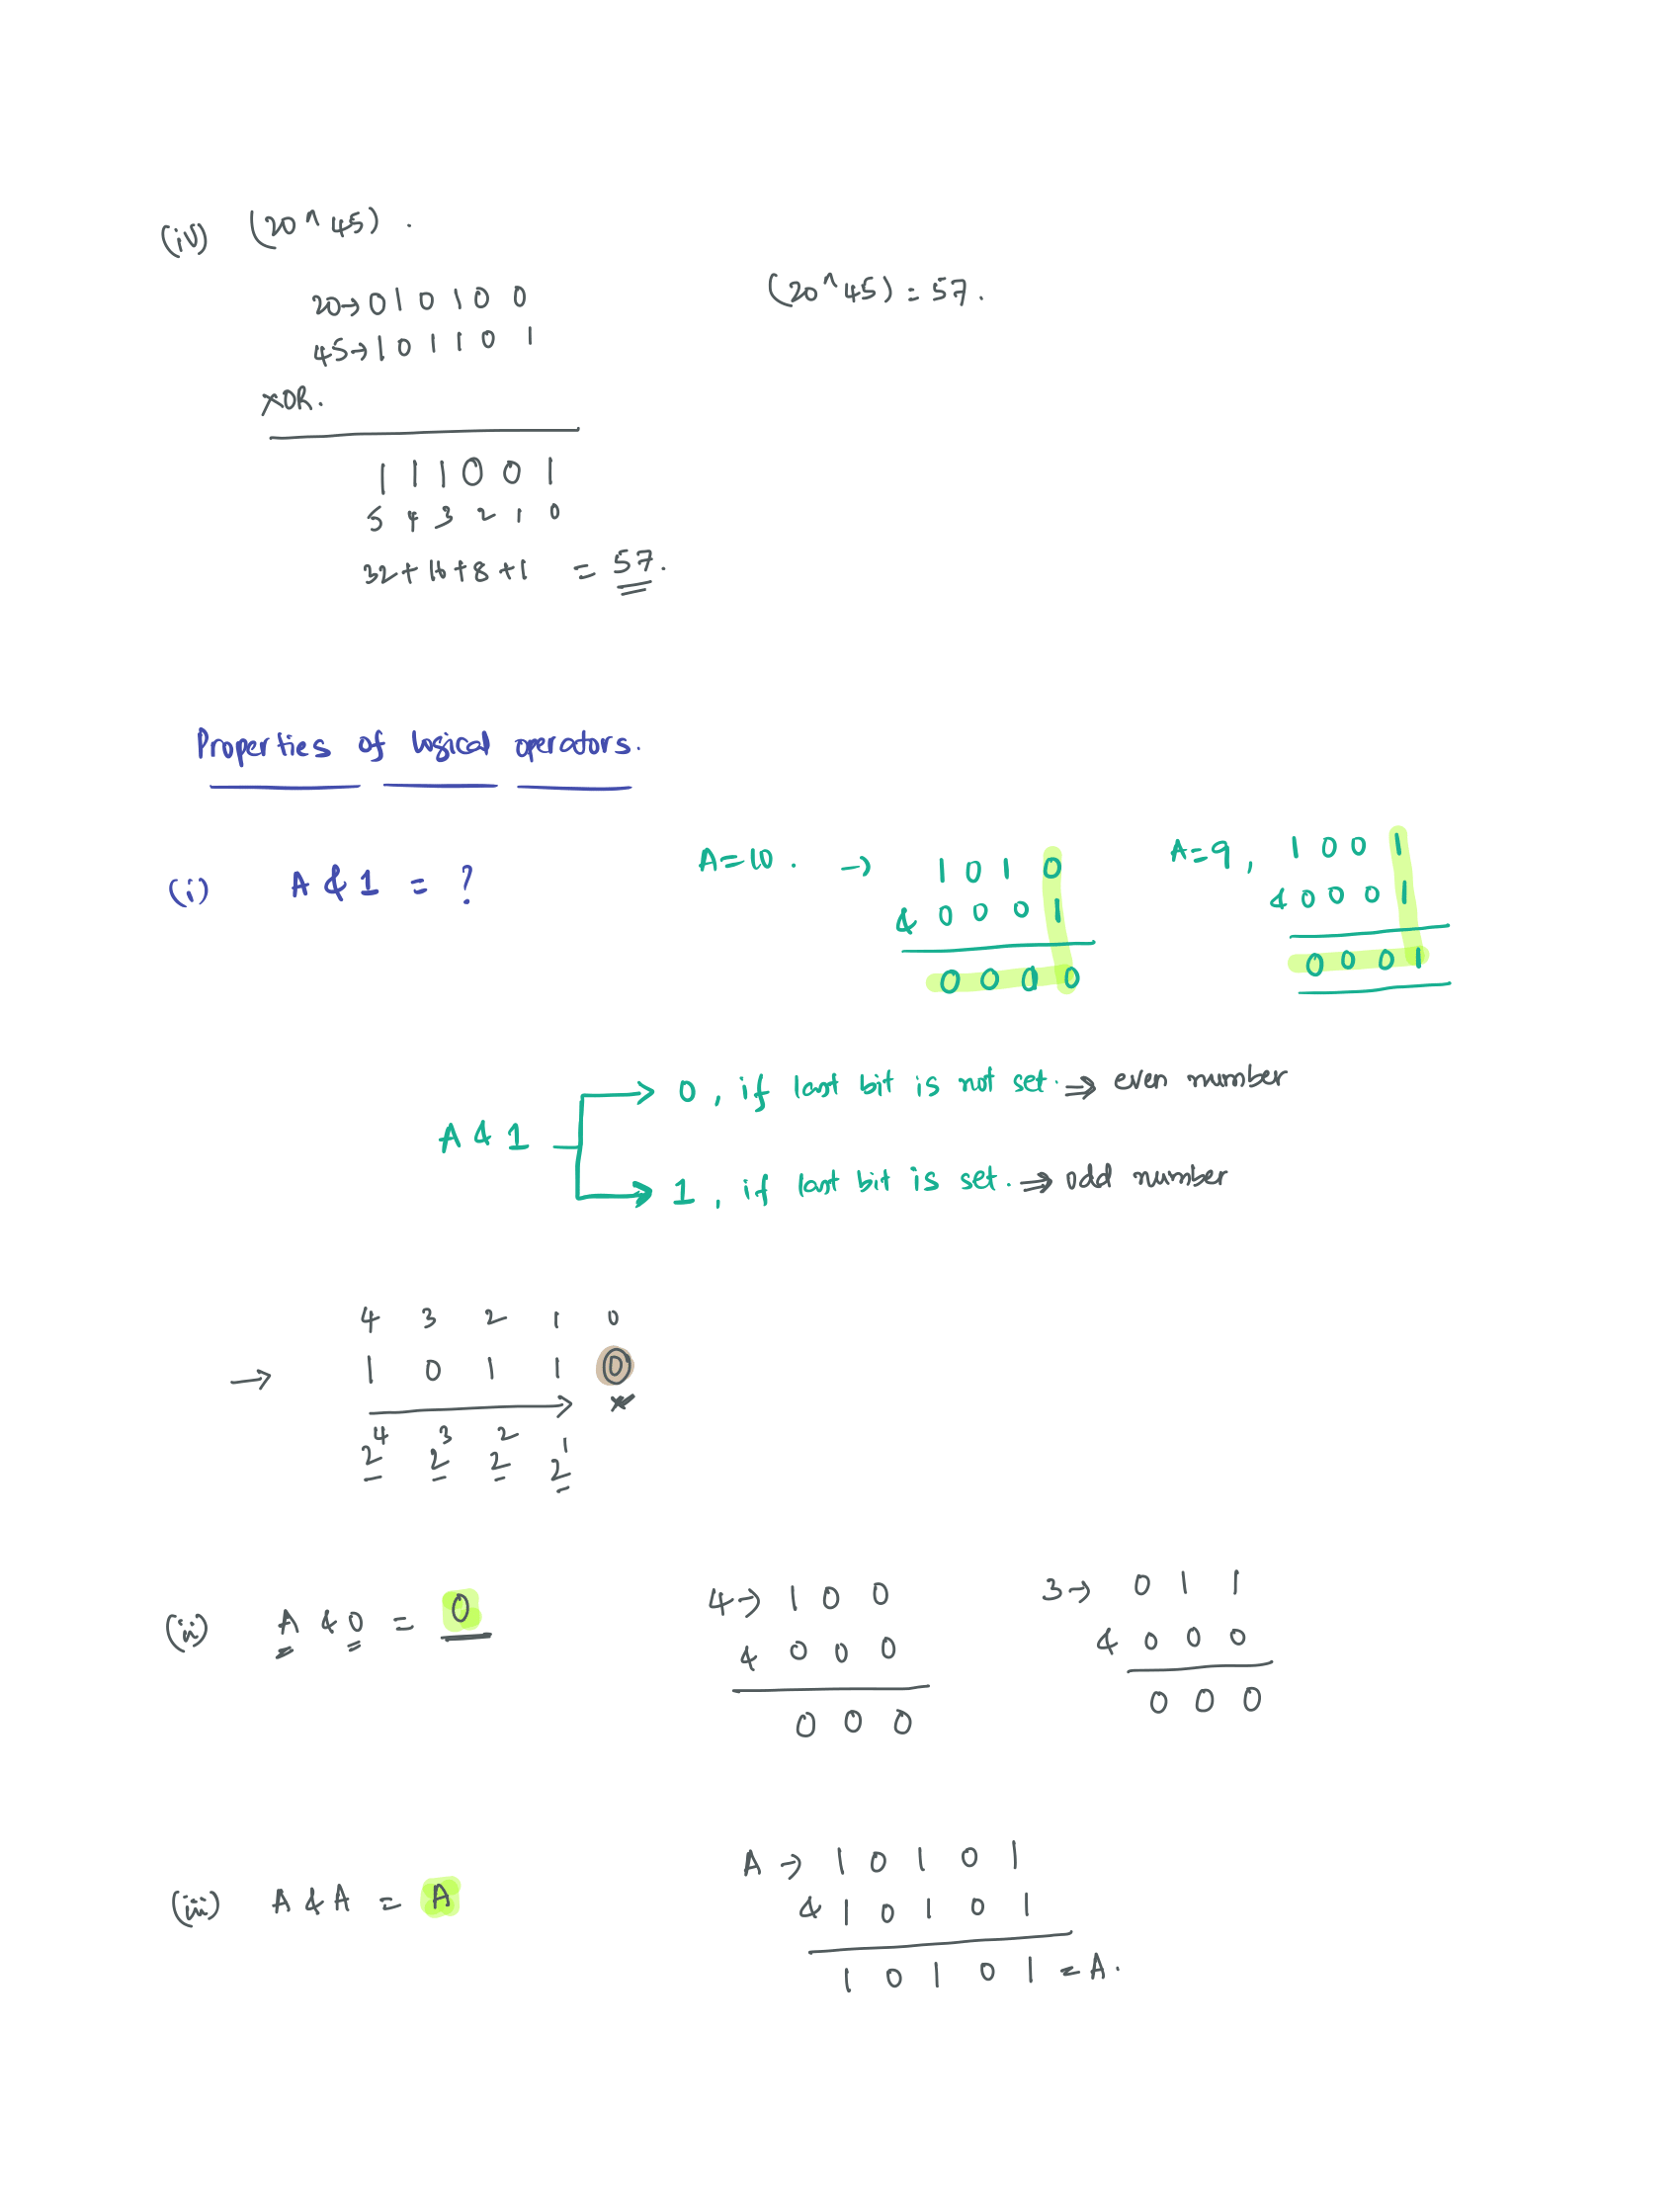 (iv) (20^45) .
20→ 0 1 0 1 0 0
(20^45) = 57.
45→ 1 0 1 1 0 1
XOR.
1 1 1 0 0 1
5 4 3 2 1 0
32+16+8+1 = 57.
Properties of logical operators.
(i) A & 1 = ?
A=10 . → 1 0 1 0
& 0 0 0 1
0 0 0 0
A=9, 1 0 0 1
& 0 0 0 1
0 0 0 1
A & 1
0 , if last bit is not set. ⇒ even number
1 , if last bit is set. ⇒ odd number
4 3 2 1 0
→ 1 0 1 1 0
2^4 2^3 2^2 2^1
(ii) A & 0 = 0
4→ 1 0 0
& 0 0 0
0 0 0
3→ 0 1 1
& 0 0 0
0 0 0
(iii) A & A = A
A → 1 0 1 0 1
& 1 0 1 0 1
1 0 1 0 1 = A.